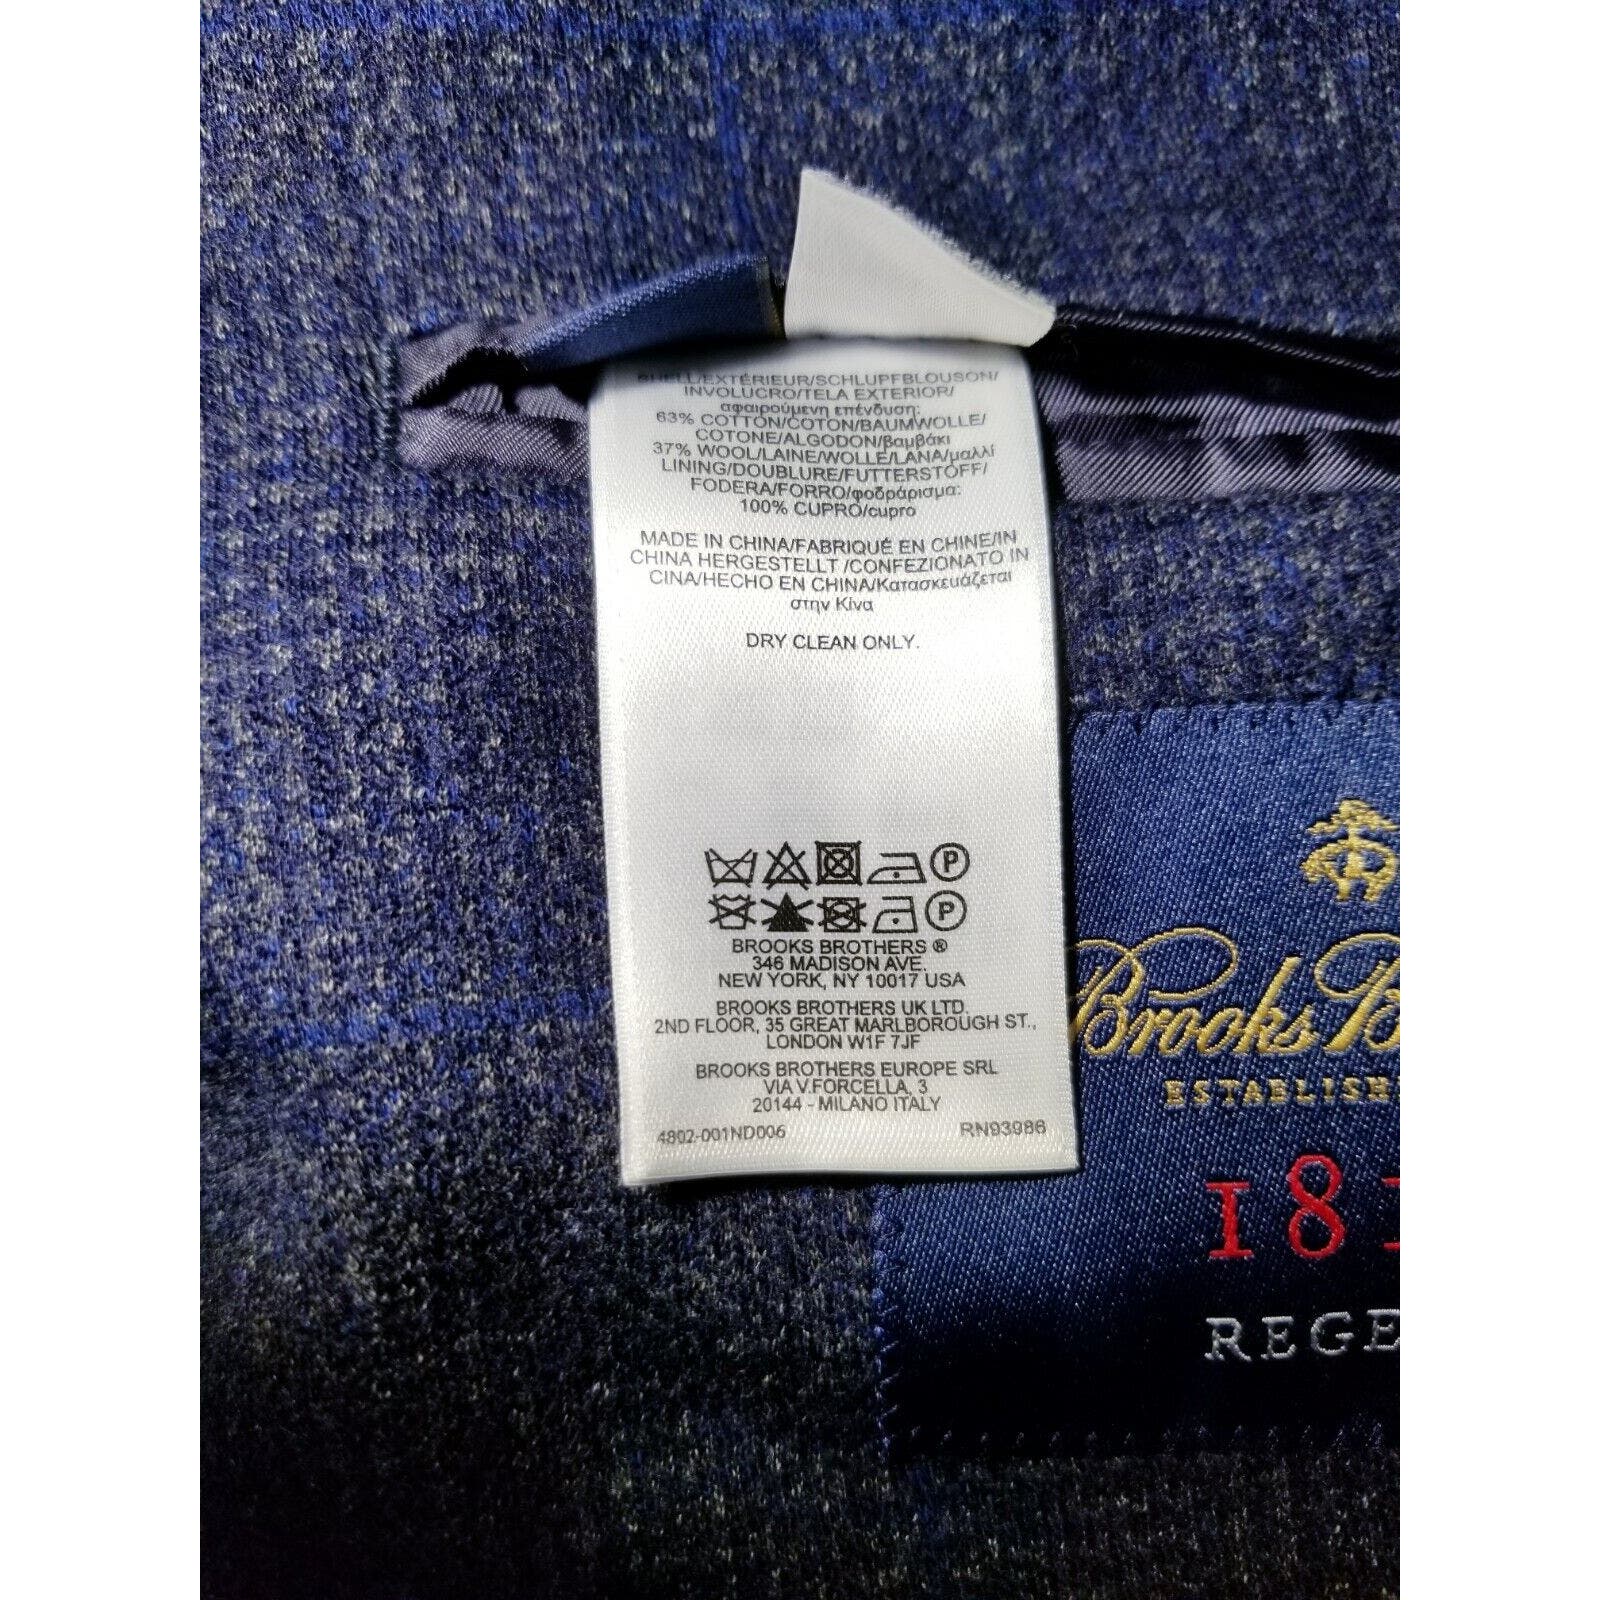 SHELL/EXTÉRIEUR/SCHLUPFBLOUSON/
INVOLUCRO/TELA EXTERIOR/
αφαιρούμενη επένδυση:
63% COTTON/COTON/BAUMWOLLE/
COTONE/ALGODON/βαμβάκι
37% WOOL/LAINE/WOLLE/LANA/μαλλί
LINING/DOUBLURE/FUTTERSTOFF/
FODERA/FORRO/φοδράρισμα:
100% CUPRO/cupro
MADE IN CHINA/FABRIQUÉ EN CHINE/IN
CHINA HERGESTELLT /CONFEZIONATO IN
CINA/HECHO EN CHINA/Κατασκευάζεται
στην Κίνα
DRY CLEAN ONLY.
P
P
BROOKS BROTHERS ®
346 MADISON AVE.
NEW YORK, NY 10017 USA
BROOKS BROTHERS UK LTD.
2ND FLOOR, 35 GREAT MARLBOROUGH ST.,
LONDON W1F 7JF
BROOKS BROTHERS EUROPE SRL
VIA V.FORCELLA, 3
20144 - MILANO ITALY
4802-001ND006 RN93986
Brooks B
ESTABLISH
181
REGE